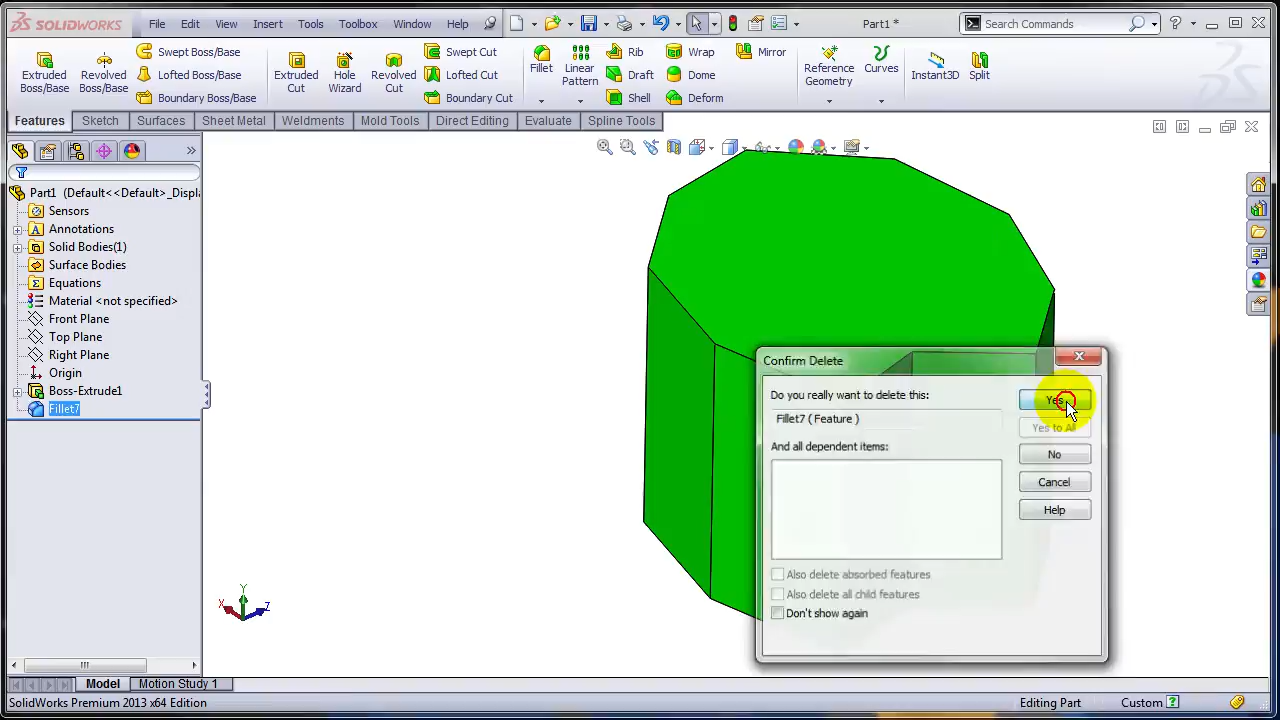 SOLIDWORKS File Edit View Insert Tools Toolbox Window Help Part1 * Search Commands
Extruded Boss/Base
Revolved Boss/Base
Swept Boss/Base
Lofted Boss/Base
Boundary Boss/Base
Extruded Cut
Hole Wizard
Revolved Cut
Swept Cut
Lofted Cut
Boundary Cut
Fillet
Linear Pattern
Rib
Draft
Shell
Wrap
Dome
Deform
Mirror
Reference Geometry
Curves
Instant3D
Split
Features Sketch Surfaces Sheet Metal Weldments Mold Tools Direct Editing Evaluate Spline Tools
Part1 (Default<<Default>_Displa
Sensors
Annotations
Solid Bodies(1)
Surface Bodies
Equations
Material <not specified>
Front Plane
Top Plane
Right Plane
Origin
Boss-Extrude1
Fillet7
Confirm Delete
Do you really want to delete this:
Fillet7 ( Feature )
And all dependent items:
Yes
Yes to All
No
Cancel
Help
Also delete absorbed features
Also delete all child features
Don't show again
Y
X
Z
Model Motion Study 1
SolidWorks Premium 2013 x64 Edition Editing Part Custom